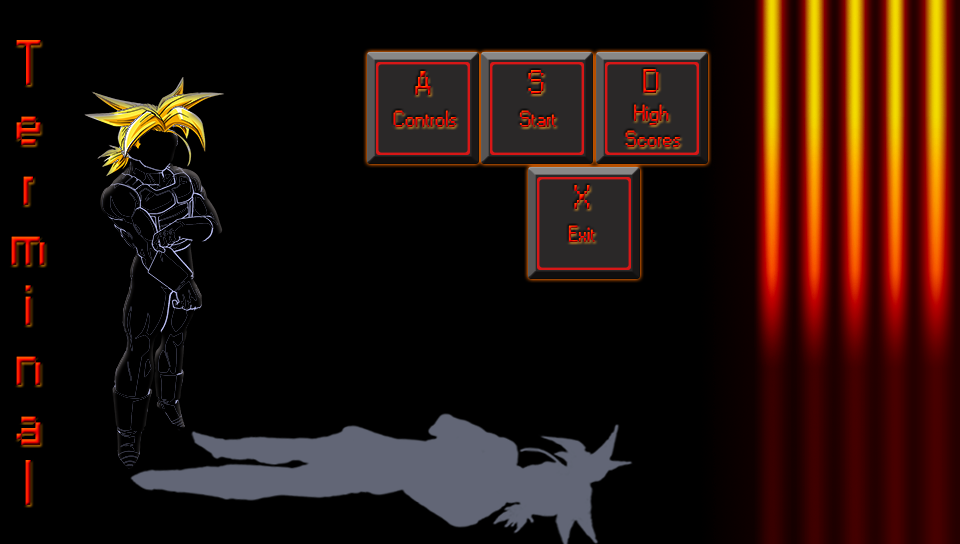 Terminal
A
Controls
S
Start
D
High
Scores
X
Exit